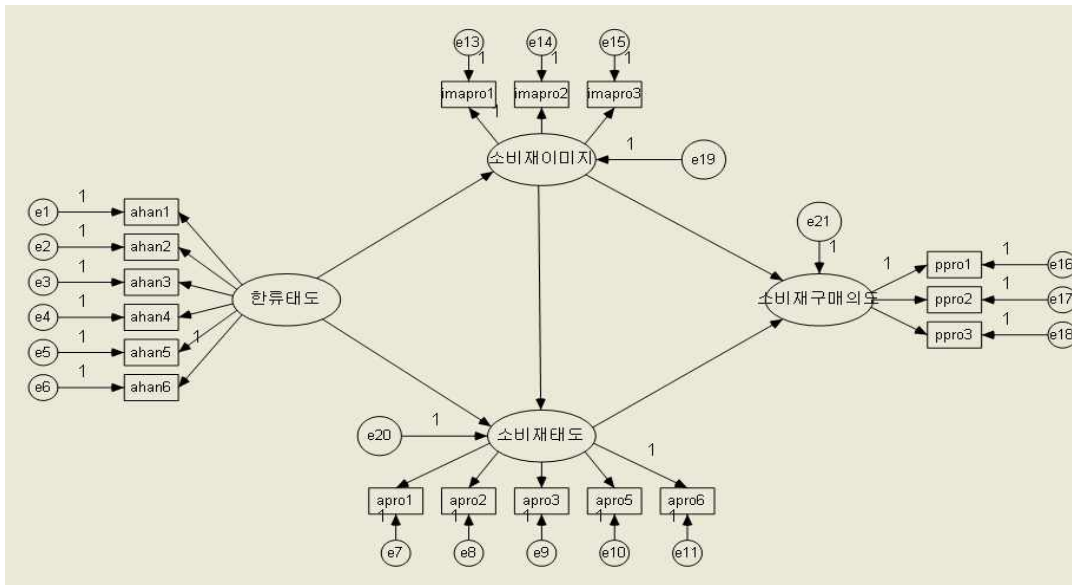 e13 e14 e15
1 1 1
imapro1 imapro2 imapro3
1
소비재이미지 1 e19
e1 1 ahan1
e2 1 ahan2
e3 1 ahan3
e4 1 ahan4
e5 1 ahan5 1
e6 1 ahan6
한류태도
e21
1
소비재구매의도
1
ppro1 1 e16
ppro2 1 e17
ppro3 1 e18
e20 1 소비재태도
1
apro1 apro2 apro3 apro5 apro6
1 1 1 1 1
e7 e8 e9 e10 e11